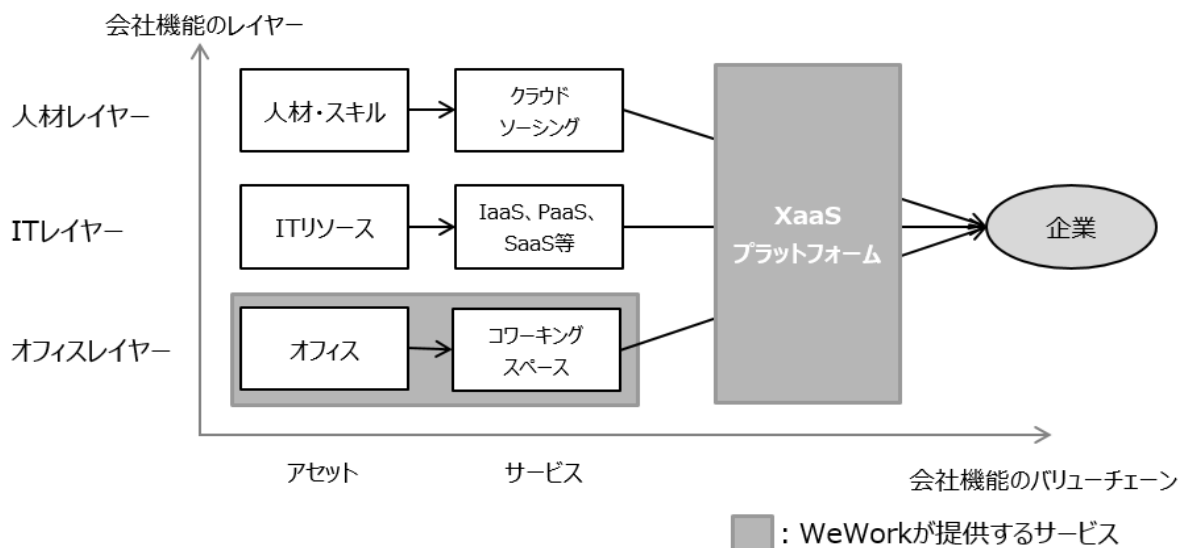 会社機能のレイヤー
人材レイヤー
人材・スキル
クラウド
ソーシング
ITレイヤー
ITリソース
IaaS、PaaS、
SaaS等
XaaS
プラットフォーム
企業
オフィスレイヤー
オフィス
コワーキング
スペース
アセット
サービス
会社機能のバリューチェーン
：WeWorkが提供するサービス